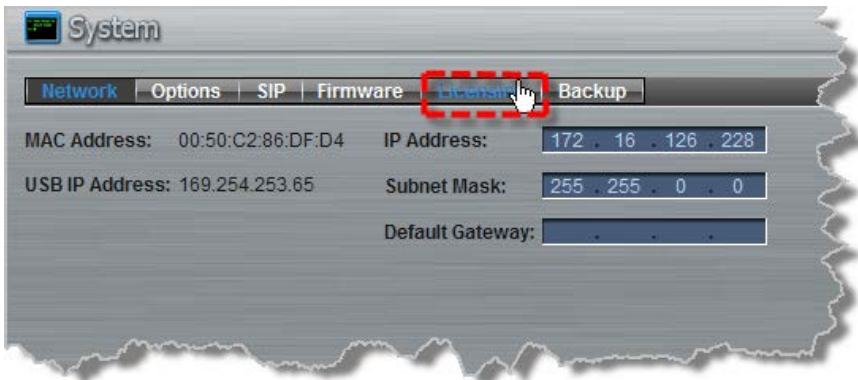 System
Network Options SIP Firmware Licensing Backup
MAC Address: 00:50:C2:86:DF:D4 IP Address: 172 . 16 . 126 . 228
USB IP Address: 169.254.253.65 Subnet Mask: 255 . 255 . 0 . 0
Default Gateway: . . .